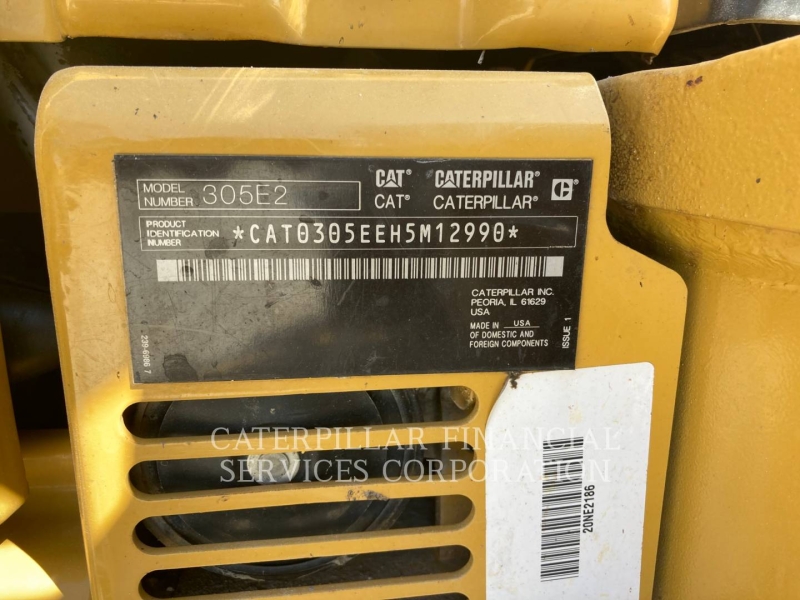 MODEL NUMBER 305E2
CAT® CATERPILLAR®
CAT® CATERPILLAR®
PRODUCT IDENTIFICATION NUMBER *CAT0305EEH5M12990*
CATERPILLAR INC.
PEORIA, IL 61629
USA
MADE IN USA
OF DOMESTIC AND
FOREIGN COMPONENTS
ISSUE 1
CATERPILLAR FINANCIAL
SERVICES CORPORATION
20NE2186